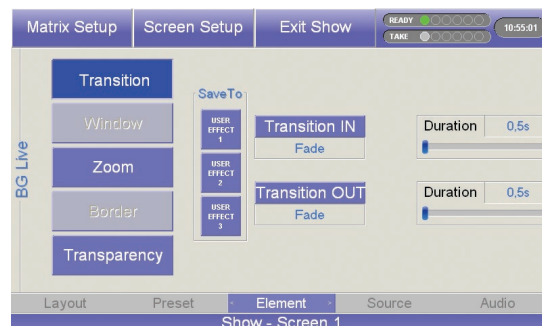 Matrix Setup
Screen Setup
Exit Show
READY
TAKE
10:55:01
BG Live
Transition
Window
Zoom
Border
Transparency
SaveTo
USER
EFFECT
1
USER
EFFECT
2
USER
EFFECT
3
Transition IN
Fade
Duration 0,5s
Transition OUT
Fade
Duration 0,5s
Layout Preset Element Source Audio
Show - Screen 1